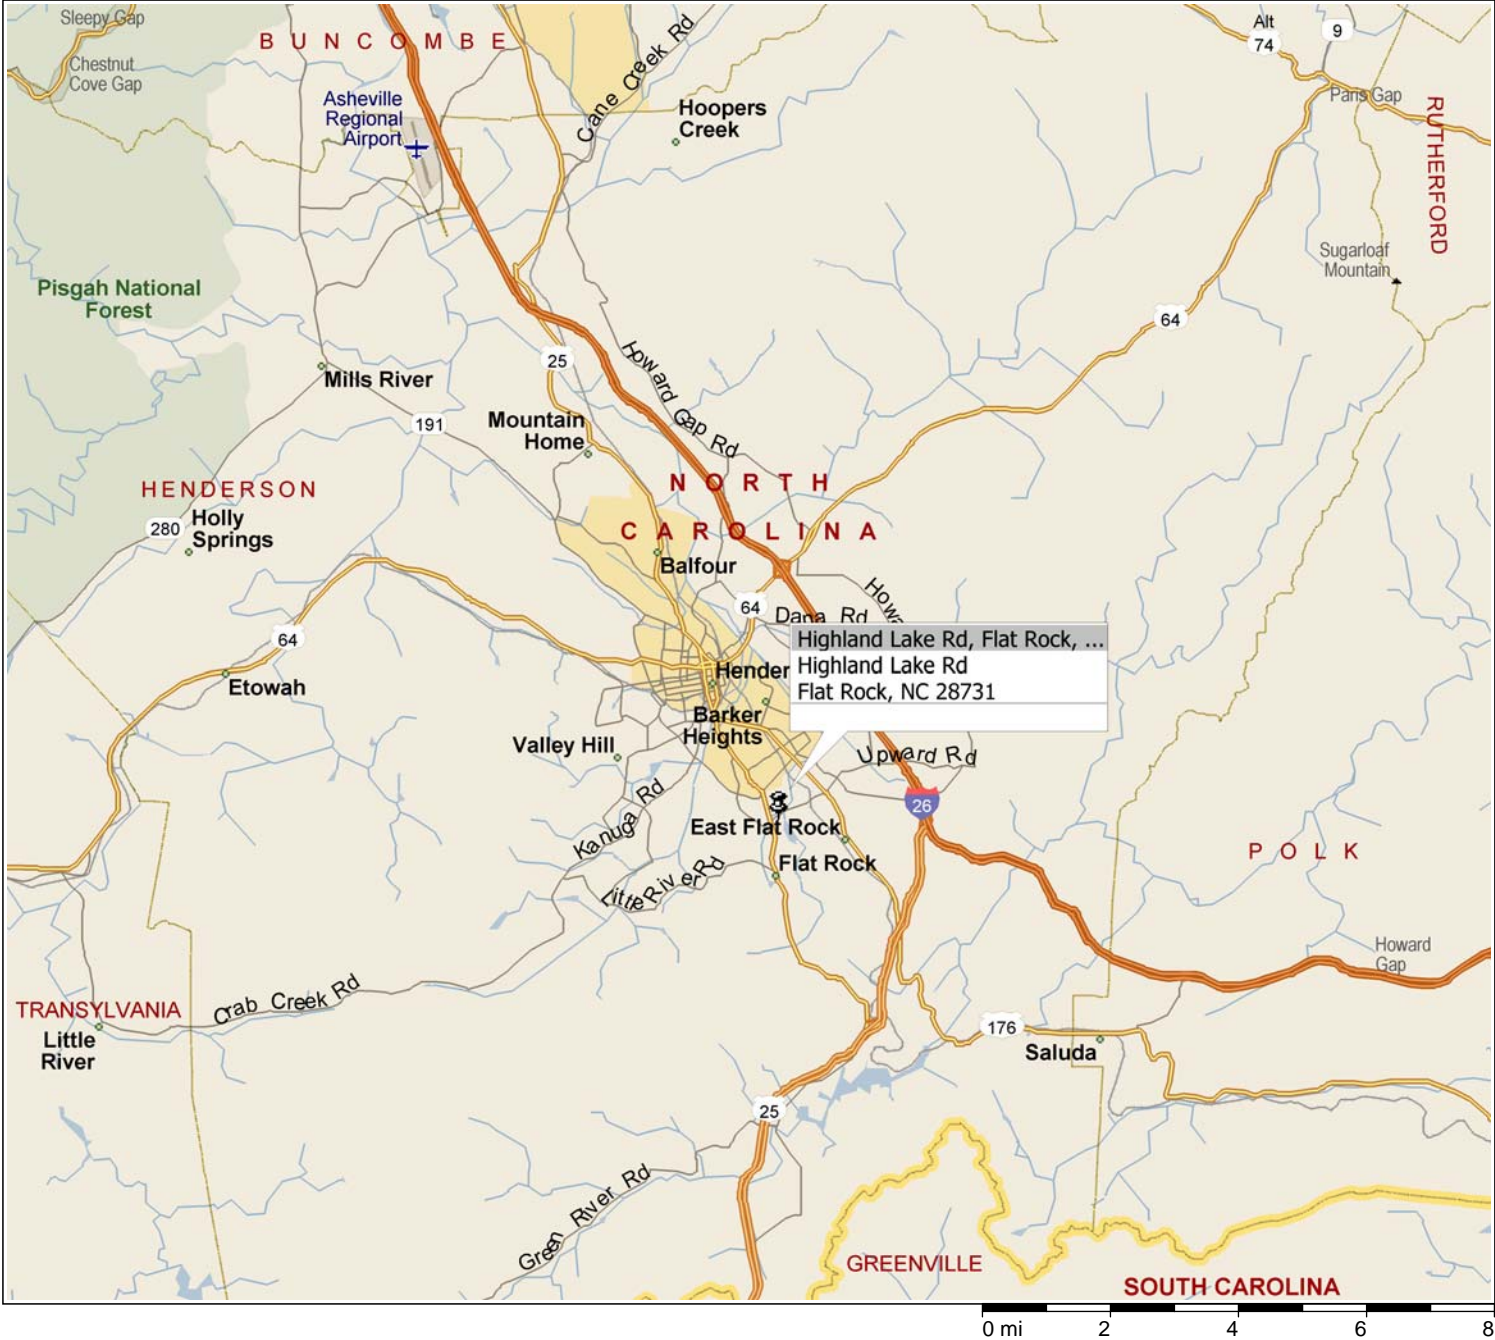 Sleepy Gap
BUNCOMBE
Alt
74
9
Chestnut
Cove Gap
Cane Creek Rd
Paris Gap
Asheville
Regional
Airport
Hoopers
Creek
RUTHERFORD
Sugarloaf
Mountain
Pisgah National
Forest
64
25
Howard Gap Rd
Mills River
191
Mountain
Home
NORTH
HENDERSON
280
Holly
Springs
CAROLINA
Balfour
64
Dana Rd
Howa
64
Highland Lake Rd, Flat Rock, ...
Highland Lake Rd
Flat Rock, NC 28731
Hender
Etowah
Barker
Heights
Valley Hill
Upward Rd
26
Kanuga Rd
East Flat Rock
POLK
Flat Rock
Little River Rd
Howard
Gap
Crab Creek Rd
TRANSYLVANIA
Little
River
176
Saluda
25
Green River Rd
GREENVILLE
SOUTH CAROLINA
0 mi 2 4 6 8